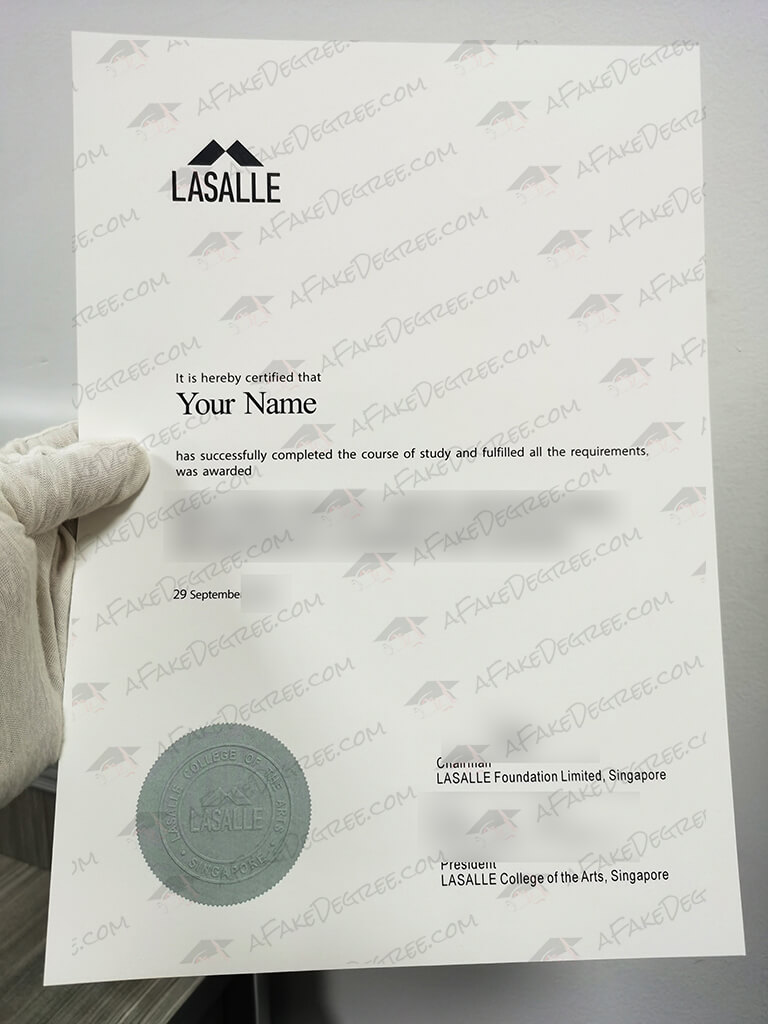 LASALLE
It is hereby certified that
Your Name
has successfully completed the course of study and fulfilled all the requirements,
was awarded
29 Septembe
Chairman
LASALLE Foundation Limited, Singapore
President
LASALLE College of the Arts, Singapore
LASALLE COLLEGE OF THE ARTS
LASALLE
• SINGAPORE •
AFAKEDEGREE.COM